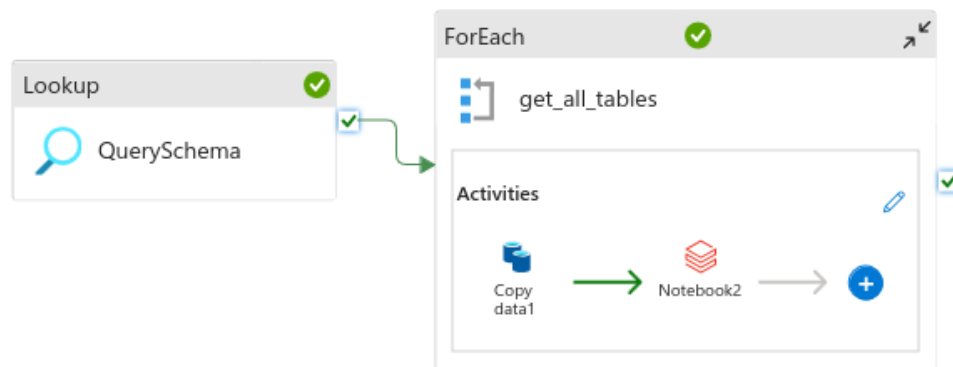 Lookup
QuerySchema
ForEach
get_all_tables
Activities
Copy
data1
Notebook2